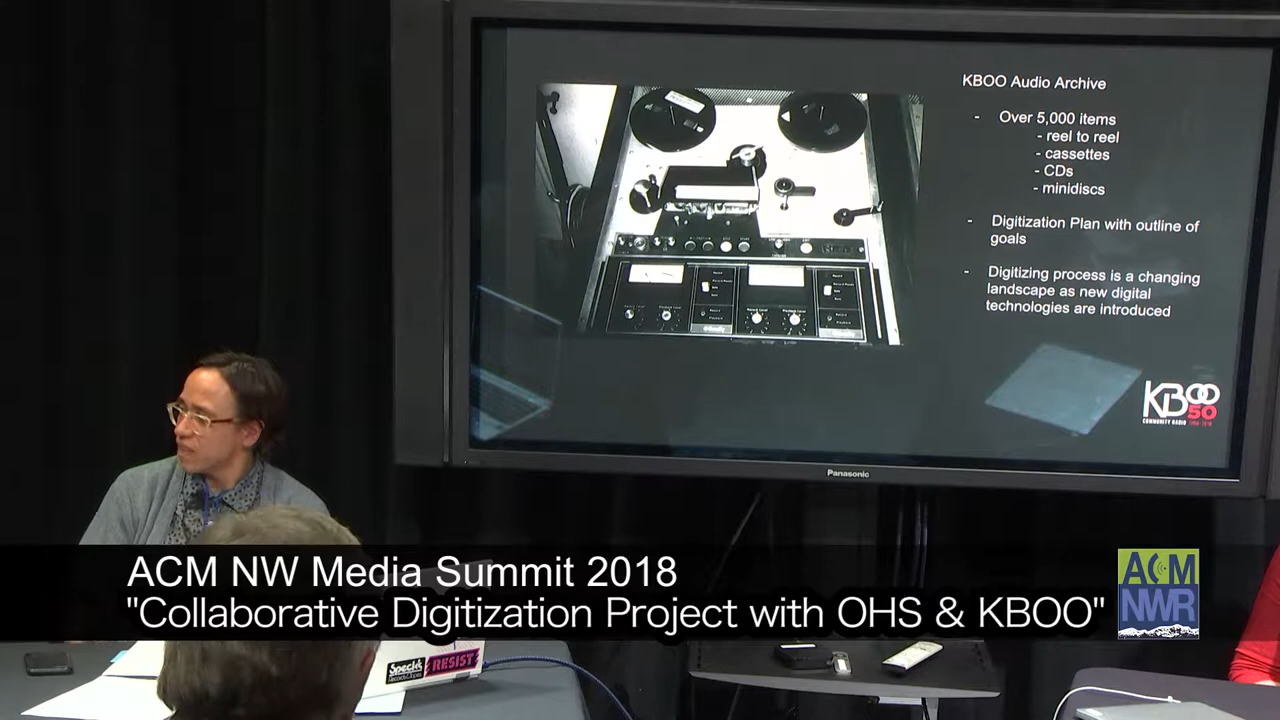 KBOO Audio Archive
- Over 5,000 items
- reel to reel
- cassettes
- CDs
- minidiscs
- Digitization Plan with outline of
goals
- Digitizing process is a changing
landscape as new digital
technologies are introduced
KBOO
50
COMMUNITY RADIO
Panasonic
ACM NW Media Summit 2018
"Collaborative Digitization Project with OHS & KBOO"
ACM
NWR
Speck's
RESIST